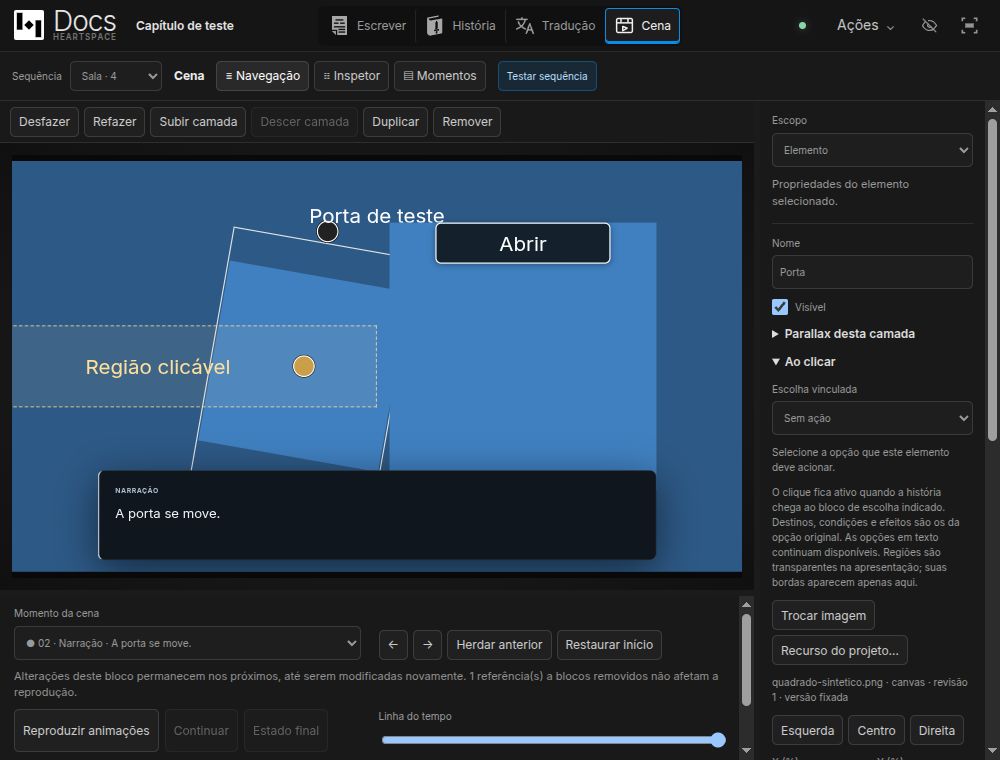 Docs
HEARTSPACE
Capítulo de teste
Escrever
História
Tradução
Cena
Ações
Sequência
Sala · 4
Cena
Navegação
Inspetor
Momentos
Testar sequência
Desfazer
Refazer
Subir camada
Descer camada
Duplicar
Remover
Porta de teste
Abrir
Região clicável
NARRAÇÃO
A porta se move.
Momento da cena
02 · Narração · A porta se move.
←
→
Herdar anterior
Restaurar início
Alterações deste bloco permanecem nos próximos, até serem modificadas novamente. 1 referência(s) a blocos removidos não afetam a
reprodução.
Reproduzir animações
Continuar
Estado final
Linha do tempo
Escopo
Elemento
Propriedades do elemento
selecionado.
Nome
Porta
Visível
Parallax desta camada
Ao clicar
Escolha vinculada
Sem ação
Selecione a opção que este elemento
deve acionar.
O clique fica ativo quando a história
chega ao bloco de escolha indicado.
Destinos, condições e efeitos são os da
opção original. As opções em texto
continuam disponíveis. Regiões são
transparentes na apresentação; suas
bordas aparecem apenas aqui.
Trocar imagem
Recurso do projeto...
quadrado-sintetico.png · canvas · revisão
1 · versão fixada
Esquerda
Centro
Direita